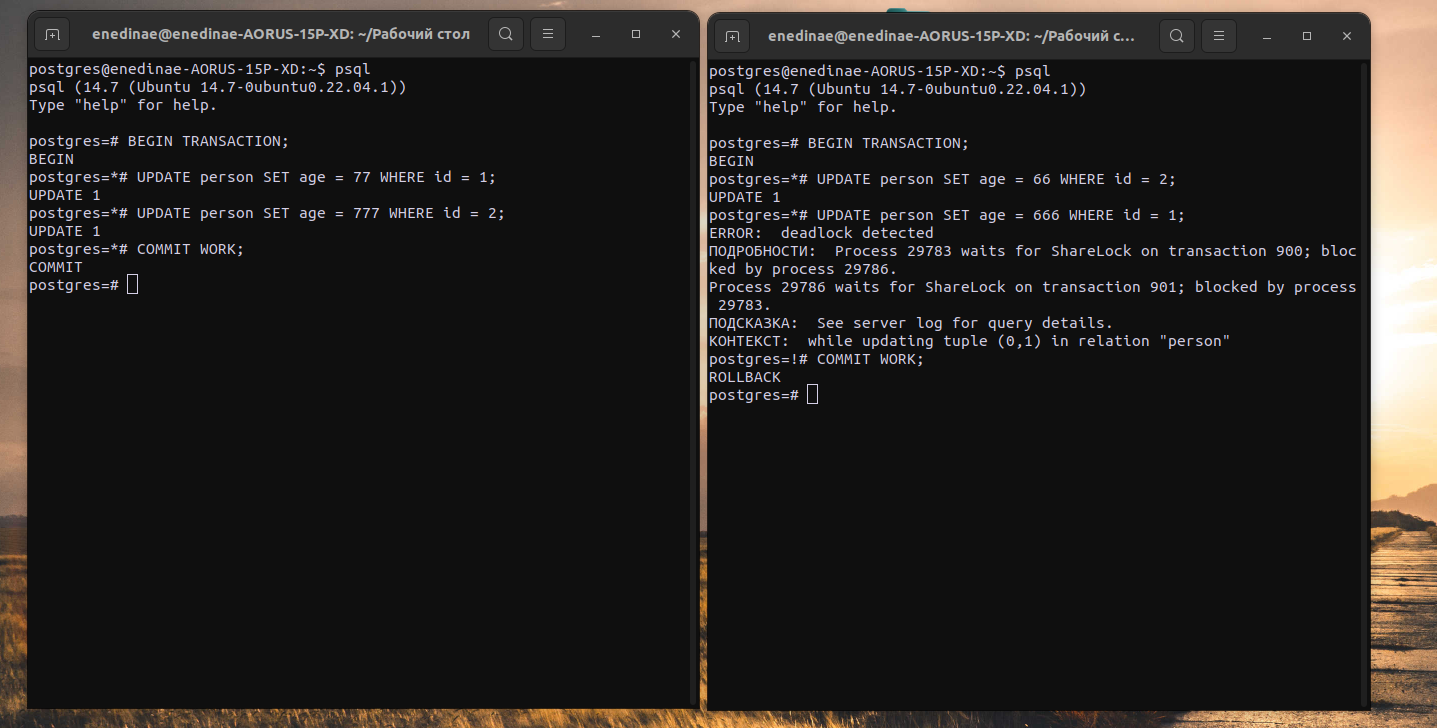 enedinae@enedinae-AORUS-15P-XD: ~/Рабочий стол
postgres@enedinae-AORUS-15P-XD:~$ psql
psql (14.7 (Ubuntu 14.7-0ubuntu0.22.04.1))
Type "help" for help.
postgres=# BEGIN TRANSACTION;
BEGIN
postgres=*# UPDATE person SET age = 77 WHERE id = 1;
UPDATE 1
postgres=*# UPDATE person SET age = 777 WHERE id = 2;
UPDATE 1
postgres=*# COMMIT WORK;
COMMIT
postgres=#
enedinae@enedinae-AORUS-15P-XD: ~/Рабочий с…
postgres@enedinae-AORUS-15P-XD:~$ psql
psql (14.7 (Ubuntu 14.7-0ubuntu0.22.04.1))
Type "help" for help.
postgres=# BEGIN TRANSACTION;
BEGIN
postgres=*# UPDATE person SET age = 66 WHERE id = 2;
UPDATE 1
postgres=*# UPDATE person SET age = 666 WHERE id = 1;
ERROR:  deadlock detected
ПОДРОБНОСТИ:  Process 29783 waits for ShareLock on transaction 900; bloc
ked by process 29786.
Process 29786 waits for ShareLock on transaction 901; blocked by process
 29783.
ПОДСКАЗКА:  See server log for query details.
КОНТЕКСТ:  while updating tuple (0,1) in relation "person"
postgres=!# COMMIT WORK;
ROLLBACK
postgres=#